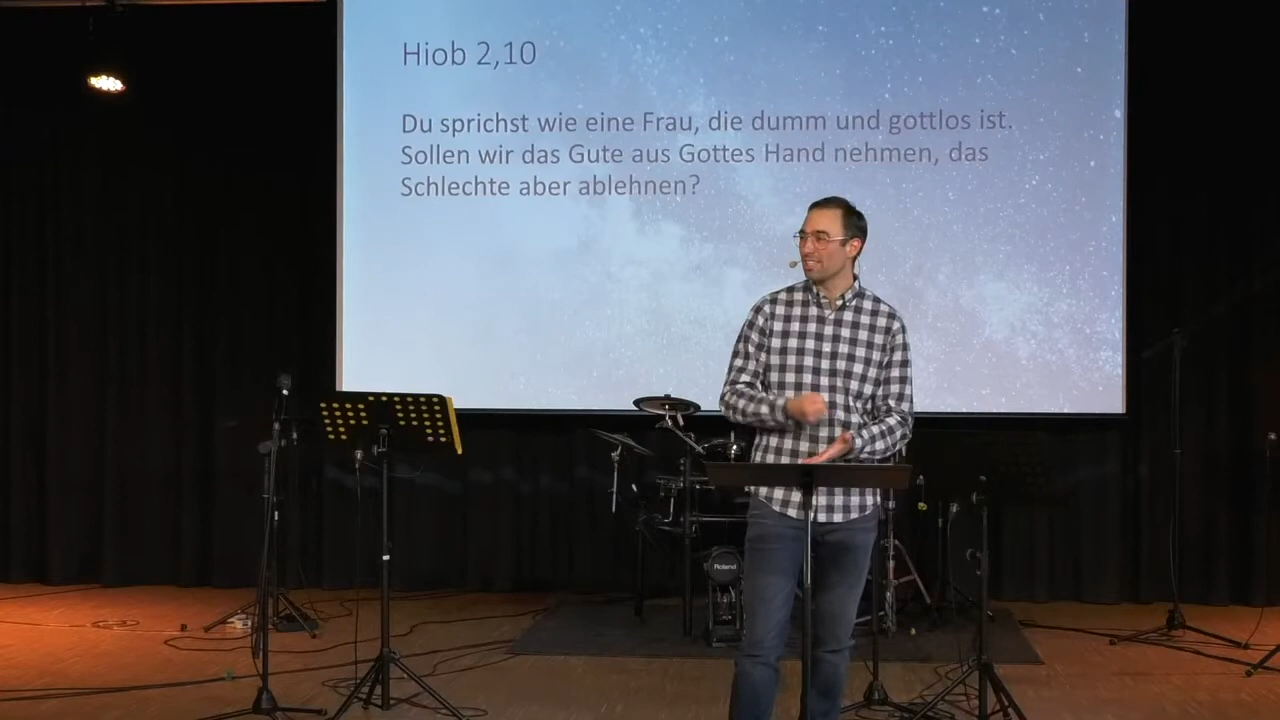 Hiob 2,10
Du sprichst wie eine Frau, die dumm und gottlos ist.
Sollen wir das Gute aus Gottes Hand nehmen, das
Schlechte aber ablehnen?
Roland